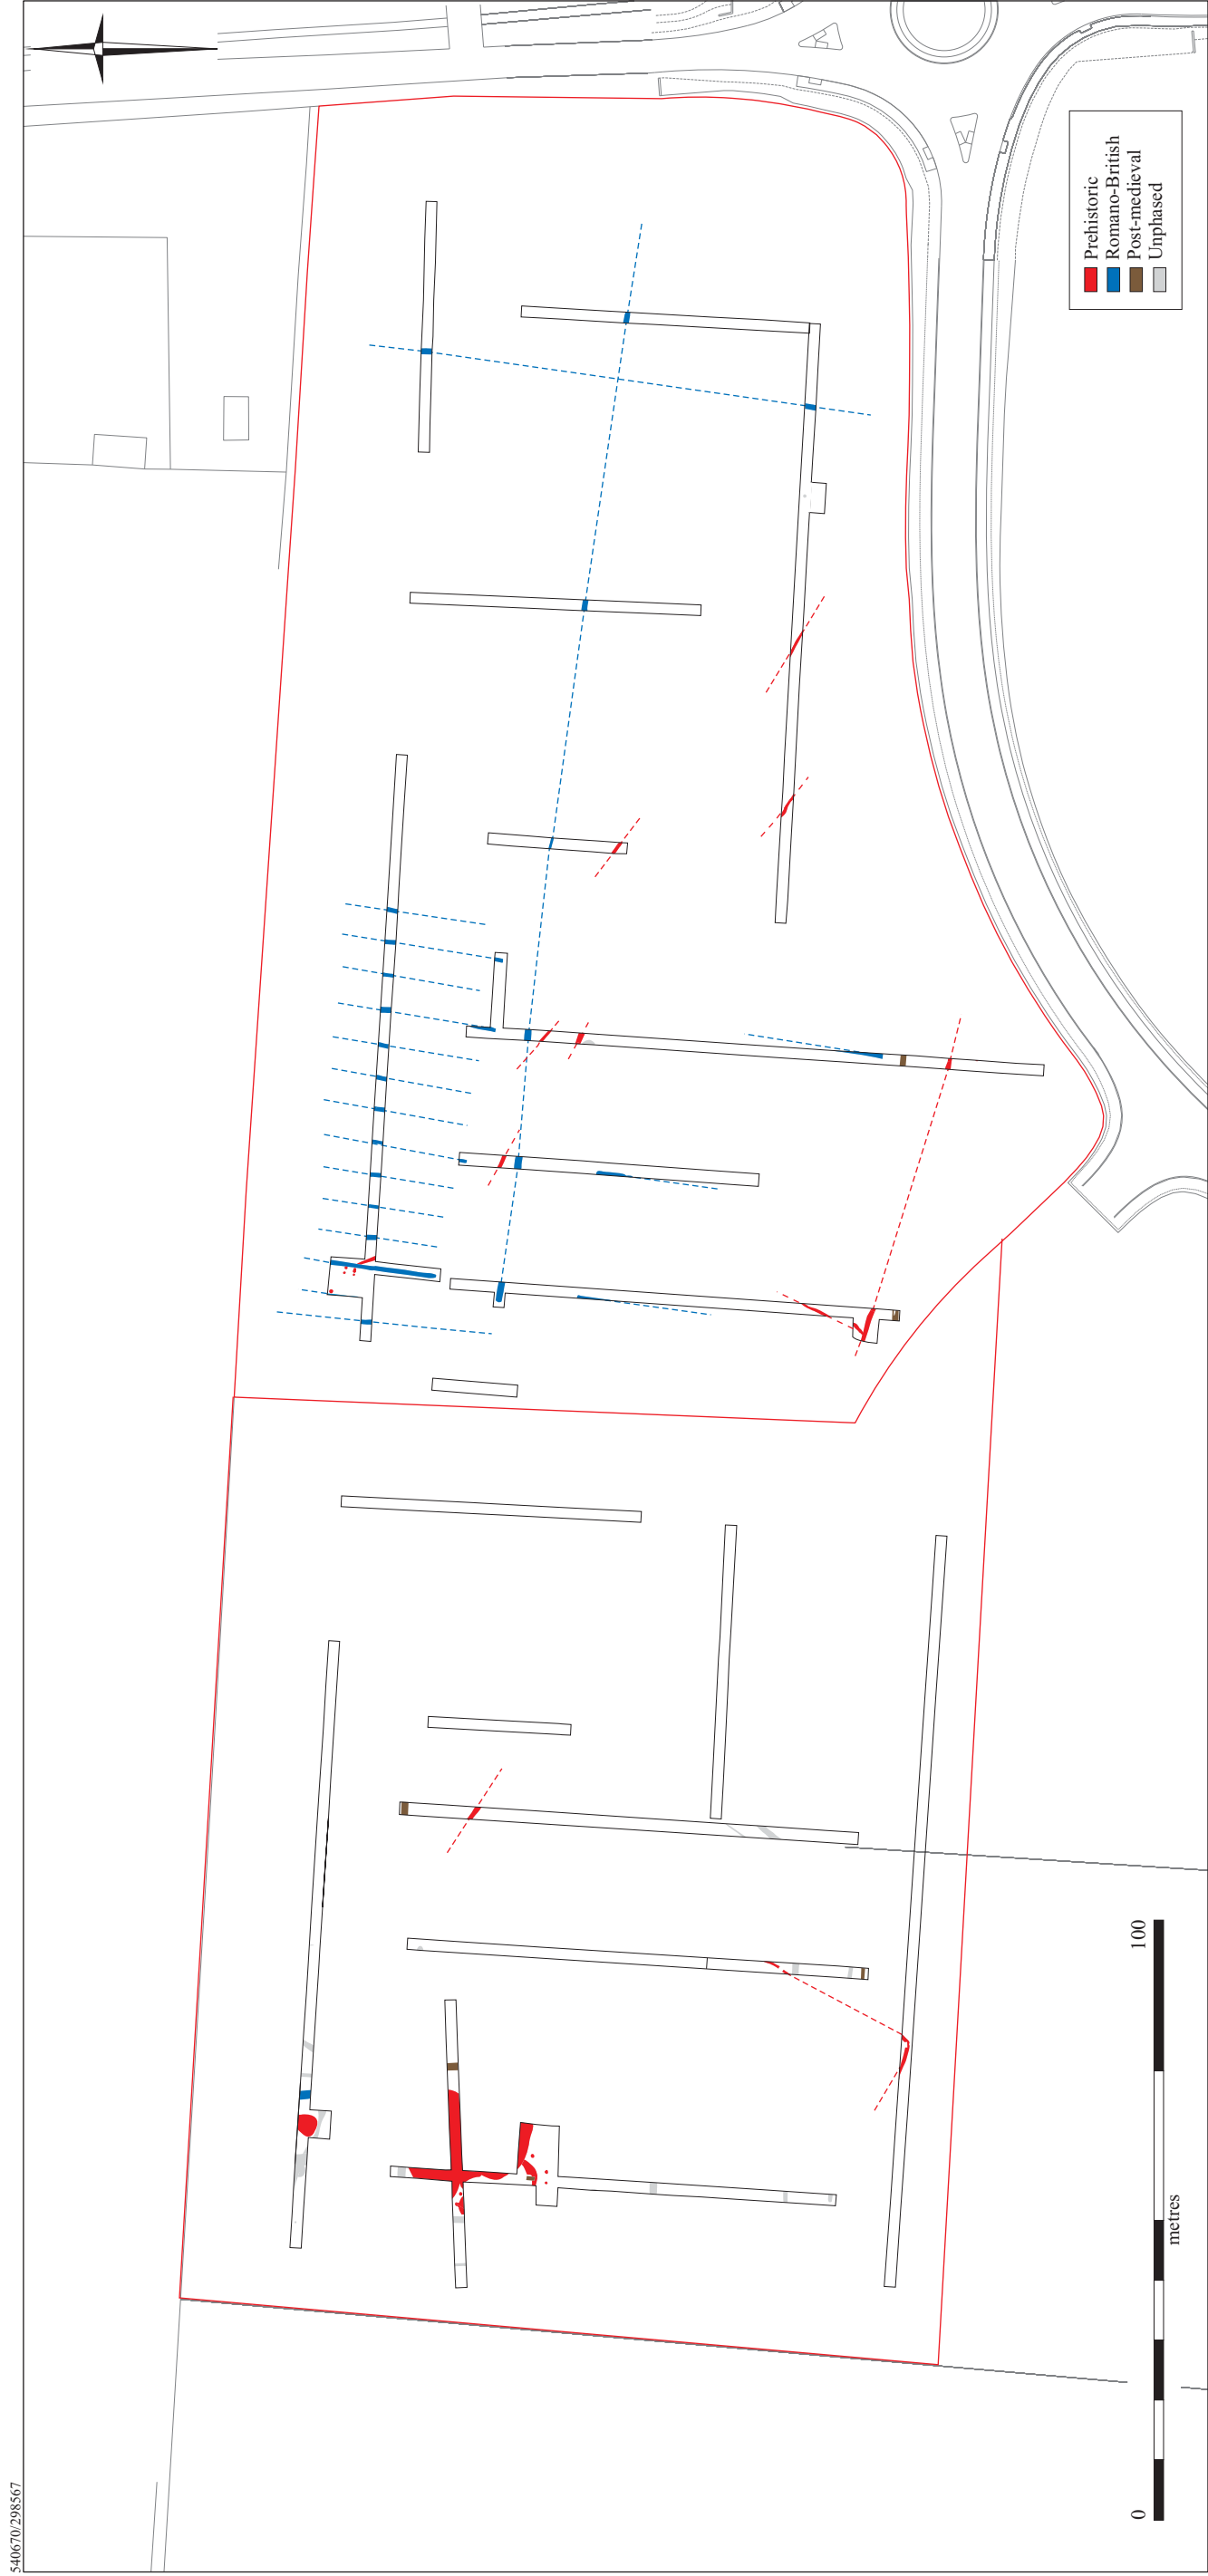 540670/298567
Prehistoric
Romano-British
Post-medieval
Unphased
0
100
metres